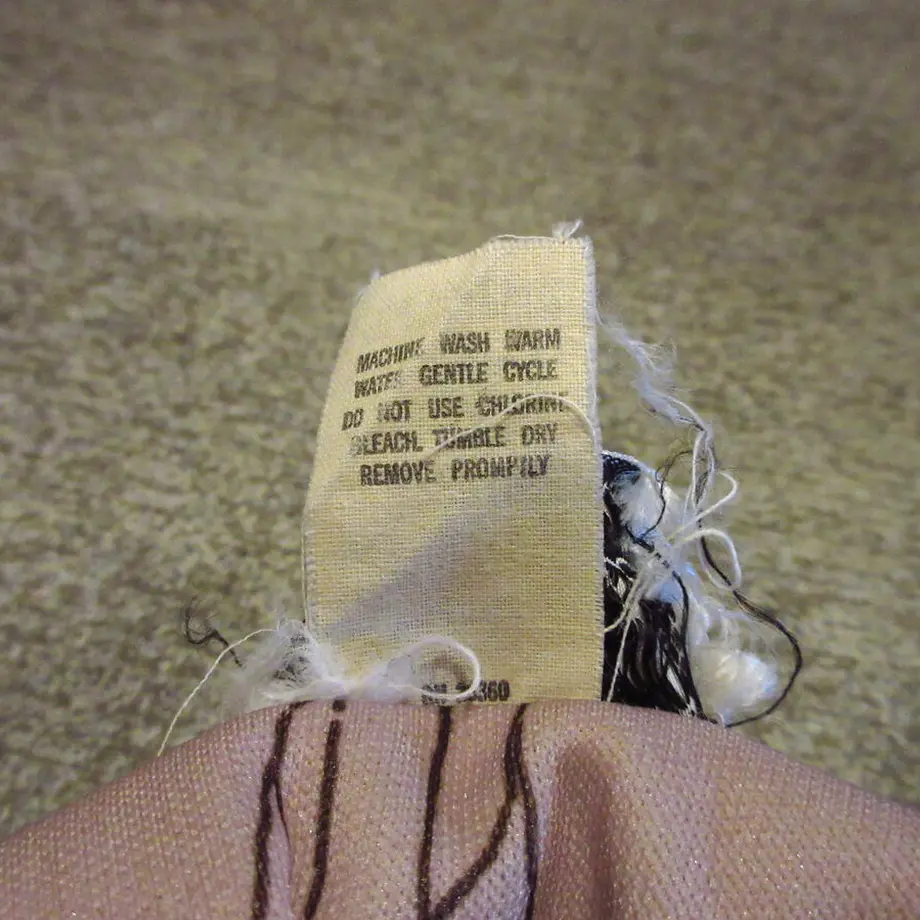 MACHINE WASH WARM
WATER GENTLE CYCLE
DO NOT USE CHLORINE
BLEACH. TUMBLE DRY
REMOVE PROMPTLY